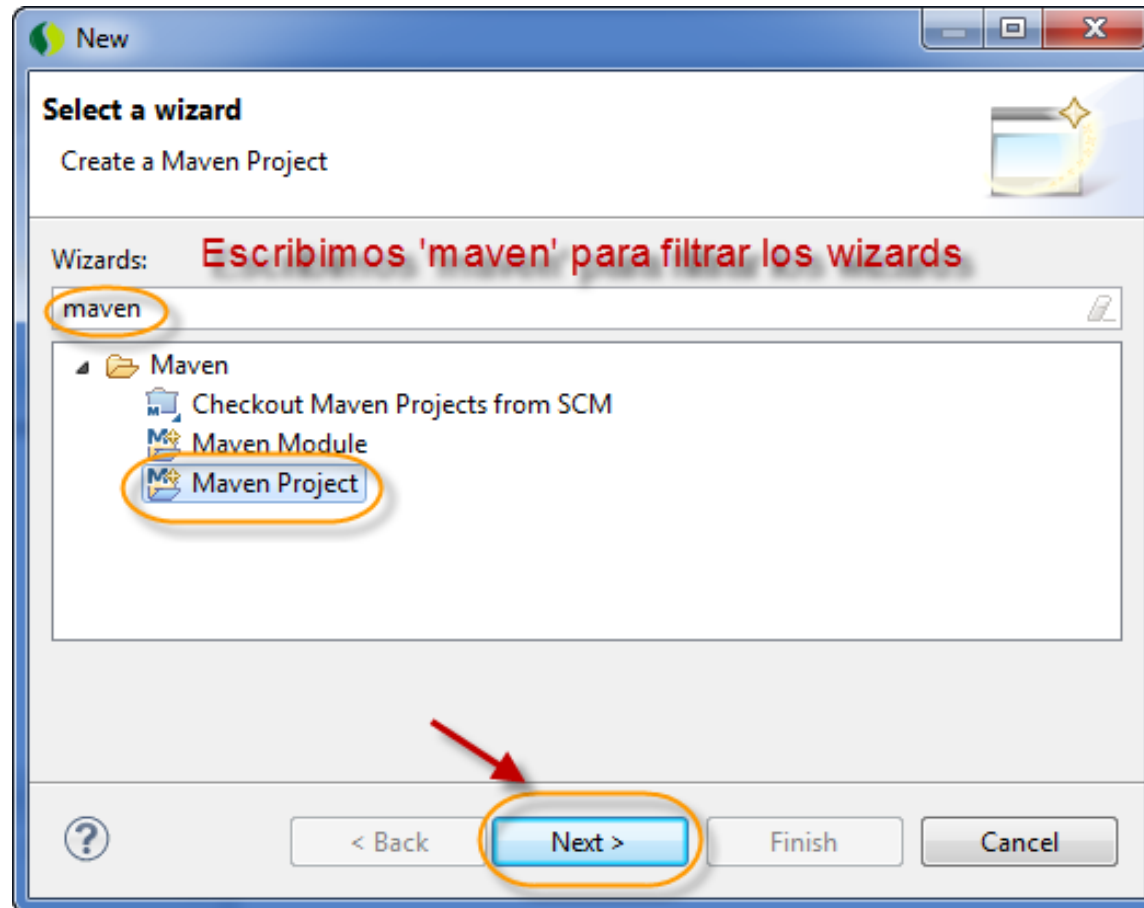 New
Select a wizard
Create a Maven Project
Wizards:
Escribimos 'maven' para filtrar los wizards
maven
Maven
Checkout Maven Projects from SCM
Maven Module
Maven Project
< Back
Next >
Finish
Cancel